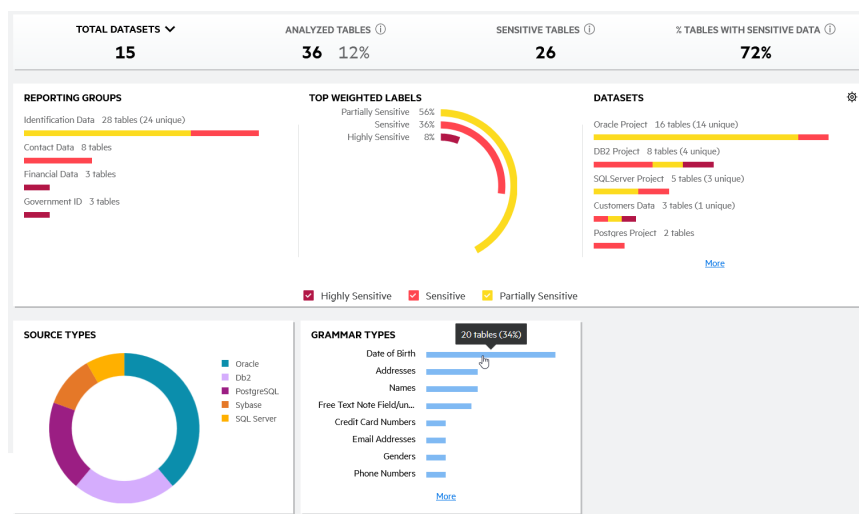 TOTAL DATASETS
15
ANALYZED TABLES
36 12%
SENSITIVE TABLES
26
% TABLES WITH SENSITIVE DATA
72%
REPORTING GROUPS
Identification Data 28 tables (24 unique)
Contact Data 8 tables
Financial Data 3 tables
Government ID 3 tables
TOP WEIGHTED LABELS
Partially Sensitive 56%
Sensitive 36%
Highly Sensitive 8%
DATASETS
Oracle Project 16 tables (14 unique)
DB2 Project 8 tables (4 unique)
SQLServer Project 5 tables (3 unique)
Customers Data 3 tables (1 unique)
Postgres Project 2 tables
More
Highly Sensitive
Sensitive
Partially Sensitive
SOURCE TYPES
Oracle
Db2
PostgreSQL
Sybase
SQL Server
GRAMMAR TYPES
20 tables (34%)
Date of Birth
Addresses
Names
Free Text Note Field/un...
Credit Card Numbers
Email Addresses
Genders
Phone Numbers
More